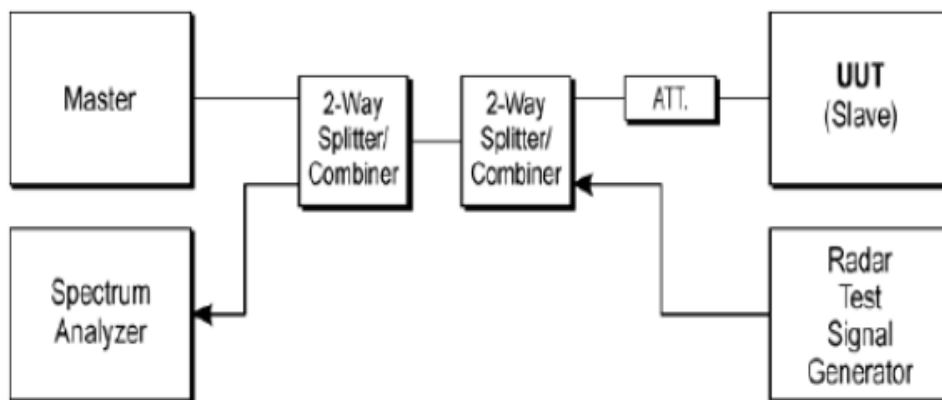 Master
2-Way
Splitter/
Combiner
2-Way
Splitter/
Combiner
ATT.
UUT
(Slave)
Spectrum
Analyzer
Radar
Test
Signal
Generator